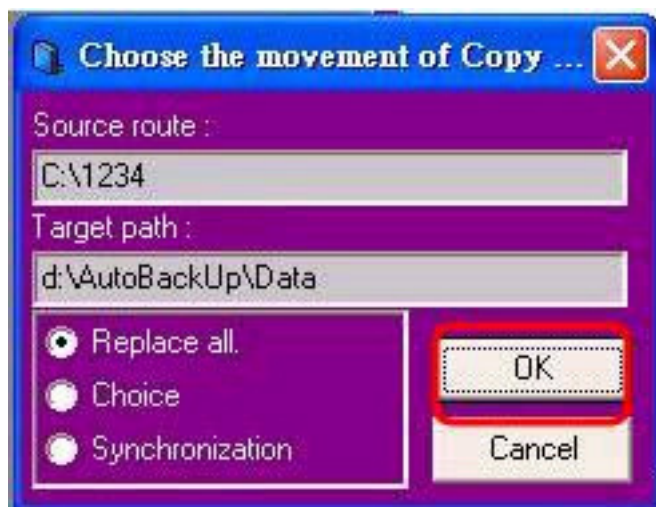 Choose the movement of Copy ...
Source route :
C:\1234
Target path :
d:\AutoBackUp\Data
Replace all.
Choice
Synchronization
OK
Cancel